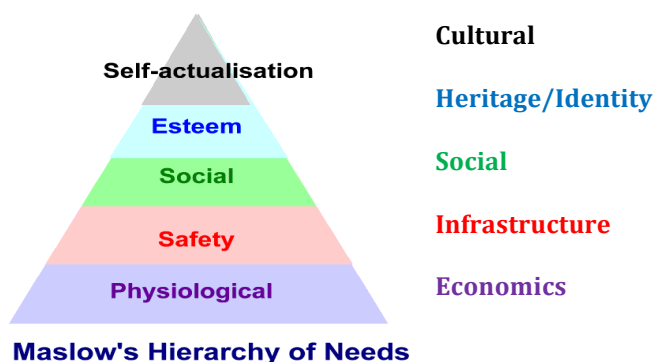 Cultural
Self-actualisation
Heritage/Identity
Esteem
Social
Social
Infrastructure
Safety
Economics
Physiological
Maslow's Hierarchy of Needs